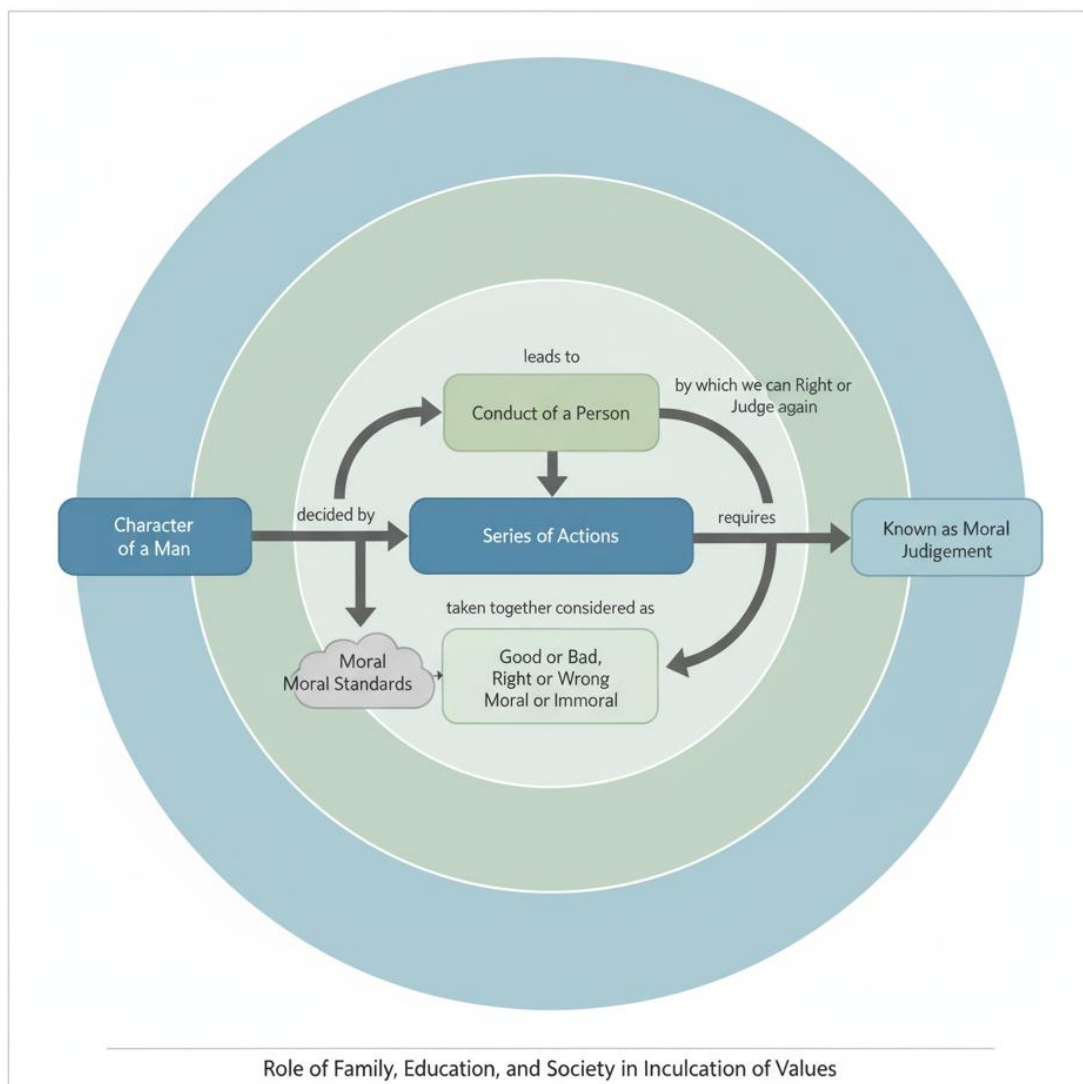 leads to
Conduct of a Person
by which we can Right or
Judge again
Character
of a Man
decided by
Series of Actions
requires
Known as Moral
Judigement
taken together considered as
Moral
Moral Standards
Good or Bad,
Right or Wrong
Moral or Immoral
Role of Family, Education, and Society in Inculcation of Values